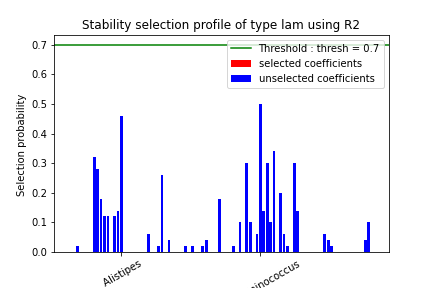 Stability selection profile of type lam using R2
Threshold : thresh = 0.7
selected coefficients
unselected coefficients
Selection probability
0.7
0.6
0.5
0.4
0.3
0.2
0.1
0.0
Alistipes